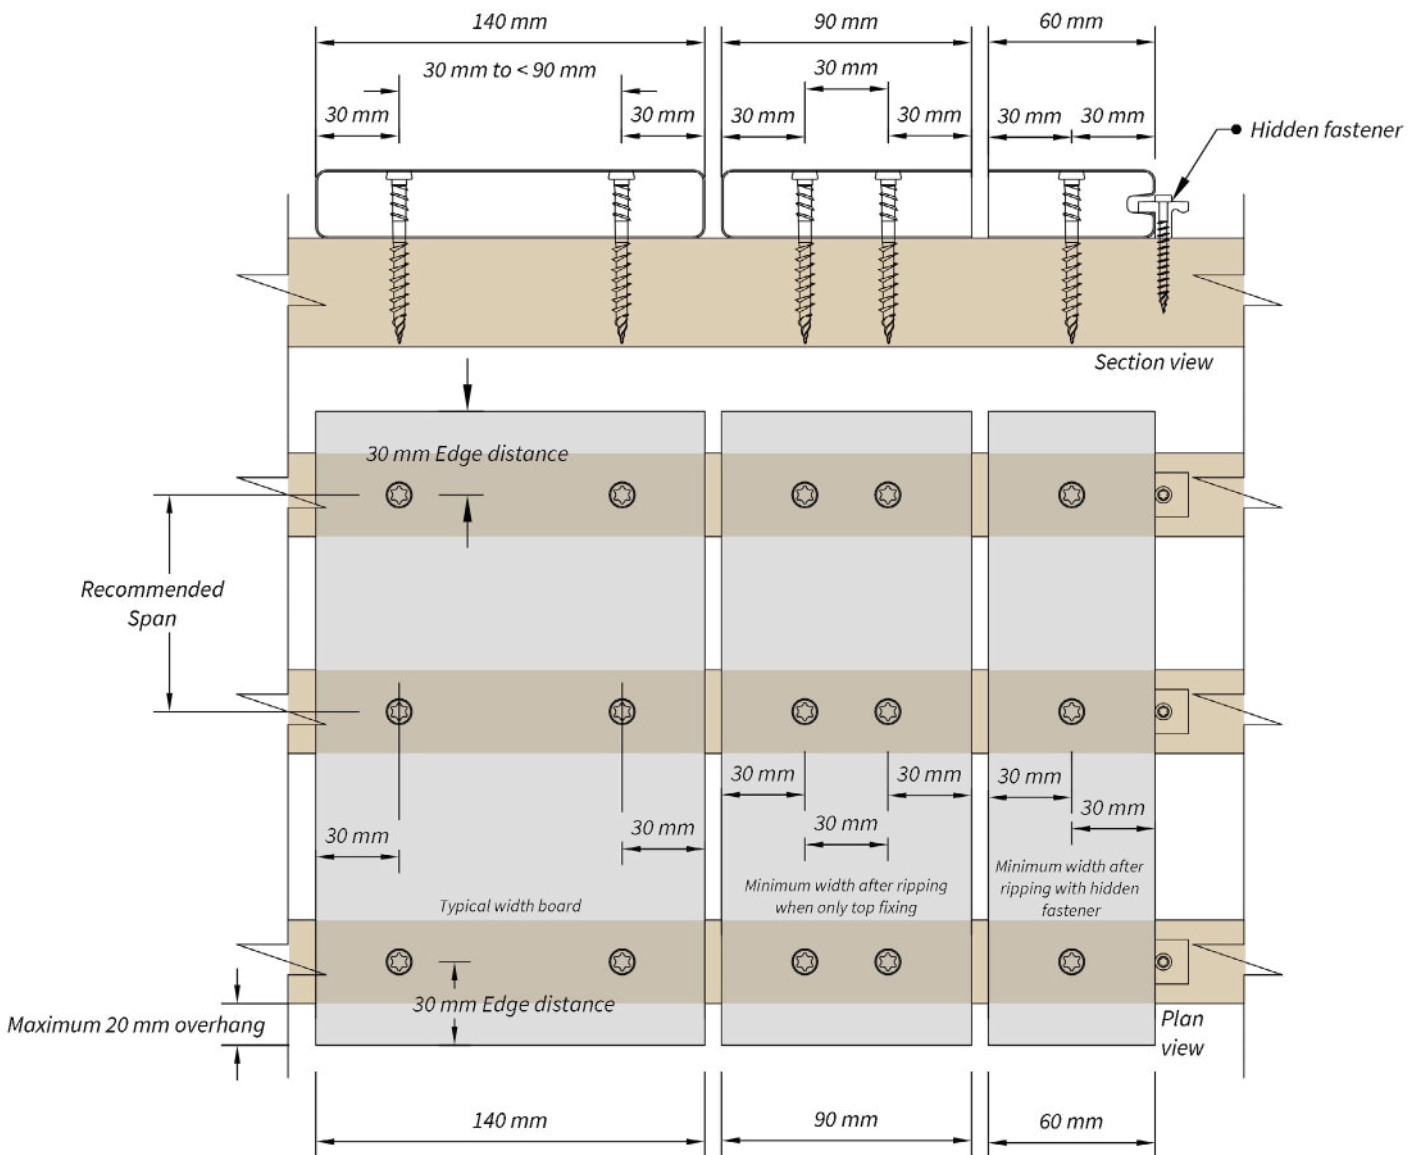 140 mm
90 mm
60 mm
30 mm to < 90 mm
30 mm
30 mm
30 mm
30 mm
30 mm
30 mm
30 mm
Hidden fastener
Section view
30 mm Edge distance
Recommended
Span
30 mm
30 mm
30 mm
30 mm
30 mm
30 mm
30 mm
Minimum width after
ripping with hidden
fastener
Minimum width after ripping
when only top fixing
Typical width board
30 mm Edge distance
Maximum 20 mm overhang
Plan
view
140 mm
90 mm
60 mm